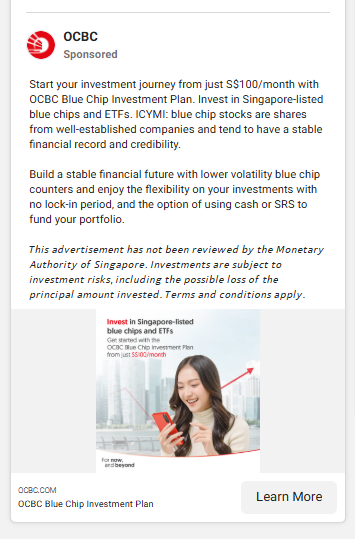 OCBC
Sponsored
Start your investment journey from just S$100/month with
OCBC Blue Chip Investment Plan. Invest in Singapore-listed
blue chips and ETFs. ICYMI: blue chip stocks are shares
from well-established companies and tend to have a stable
financial record and credibility.
Build a stable financial future with lower volatility blue chip
counters and enjoy the flexibility on your investments with
no lock-in period, and the option of using cash or SRS to
fund your portfolio.
This advertisement has not been reviewed by the Monetary
Authority of Singapore. Investments are subject to
investment risks, including the possible loss of the
principal amount invested. Terms and conditions apply.
Invest in Singapore-listed
blue chips and ETFs
Get started with the
OCBC Blue Chip Investment Plan
from just S$100/month
For now,
and beyond
OCBC.COM
OCBC Blue Chip Investment Plan
Learn More